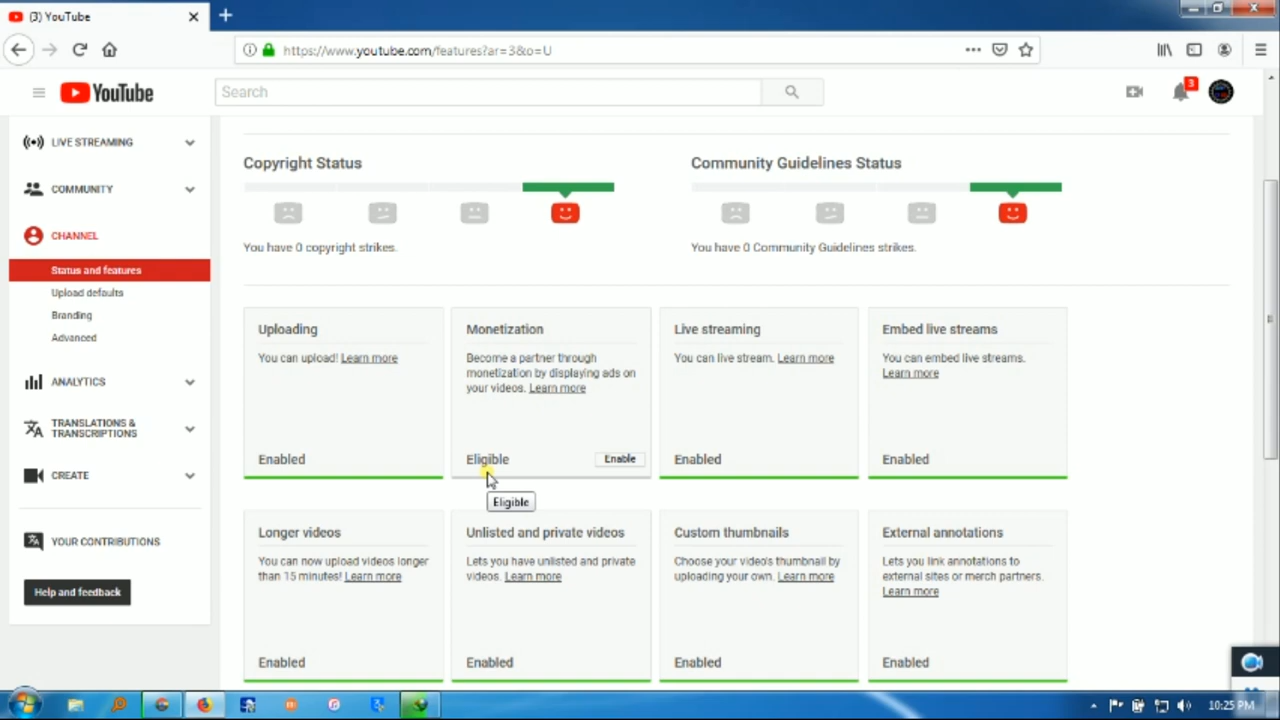 (3) YouTube
https://www.youtube.com/features?ar=3&o=U
YouTube
Search
3
LIVE STREAMING
COMMUNITY
CHANNEL
Status and features
Upload defaults
Branding
Advanced
ANALYTICS
TRANSLATIONS &
TRANSCRIPTIONS
CREATE
YOUR CONTRIBUTIONS
Help and feedback
Copyright Status
You have 0 copyright strikes.
Community Guidelines Status
You have 0 Community Guidelines strikes.
Uploading
You can upload! Learn more
Enabled
Monetization
Become a partner through
monetization by displaying ads on
your videos. Learn more
Eligible
Enable
Eligible
Live streaming
You can live stream. Learn more
Enabled
Embed live streams
You can embed live streams.
Learn more
Enabled
Longer videos
You can now upload videos longer
than 15 minutes! Learn more
Enabled
Unlisted and private videos
Lets you have unlisted and private
videos. Learn more
Enabled
Custom thumbnails
Choose your video's thumbnail by
uploading your own. Learn more
Enabled
External annotations
Lets you link annotations to
external sites or merch partners.
Learn more
Enabled
10:25 PM